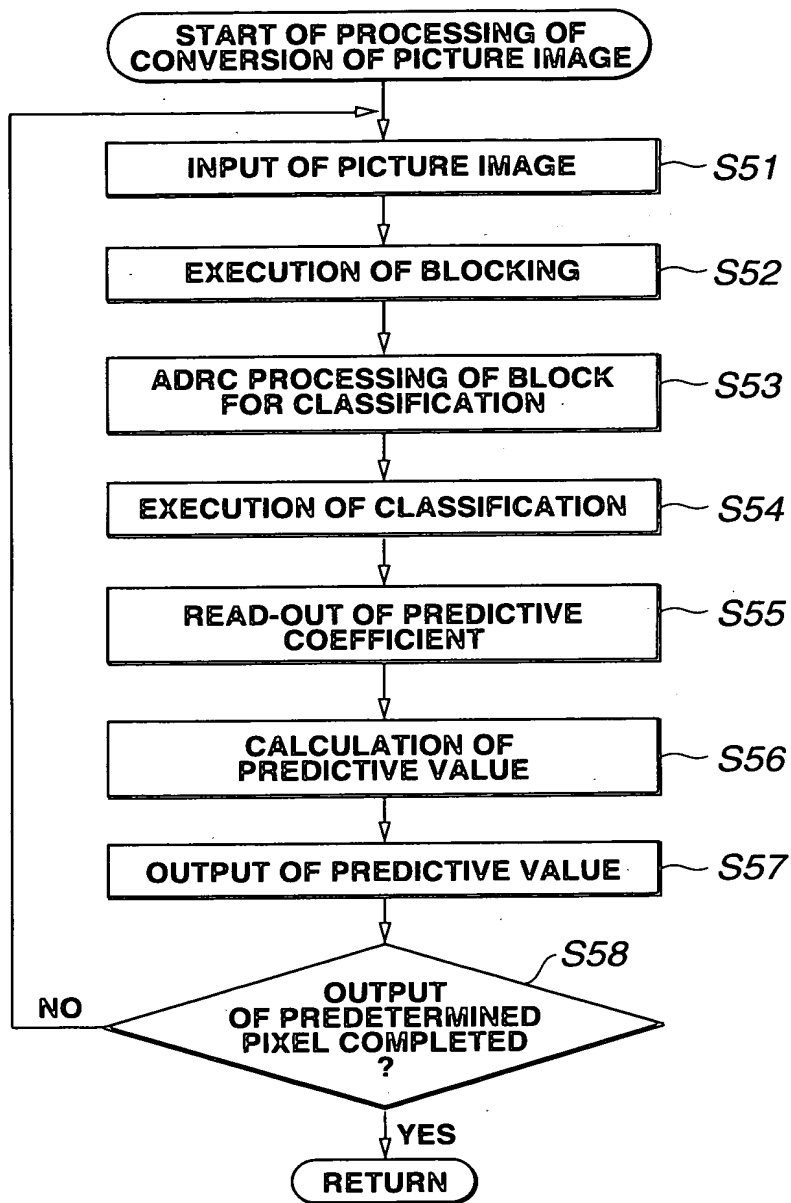 START OF PROCESSING OF
CONVERSION OF PICTURE IMAGE
INPUT OF PICTURE IMAGE
S51
EXECUTION OF BLOCKING
S52
ADRC PROCESSING OF BLOCK
FOR CLASSIFICATION
S53
EXECUTION OF CLASSIFICATION
S54
READ-OUT OF PREDICTIVE
COEFFICIENT
S55
CALCULATION OF
PREDICTIVE VALUE
S56
OUTPUT OF PREDICTIVE VALUE
S57
S58
OUTPUT
OF PREDETERMINED
PIXEL COMPLETED
?
NO
YES
RETURN